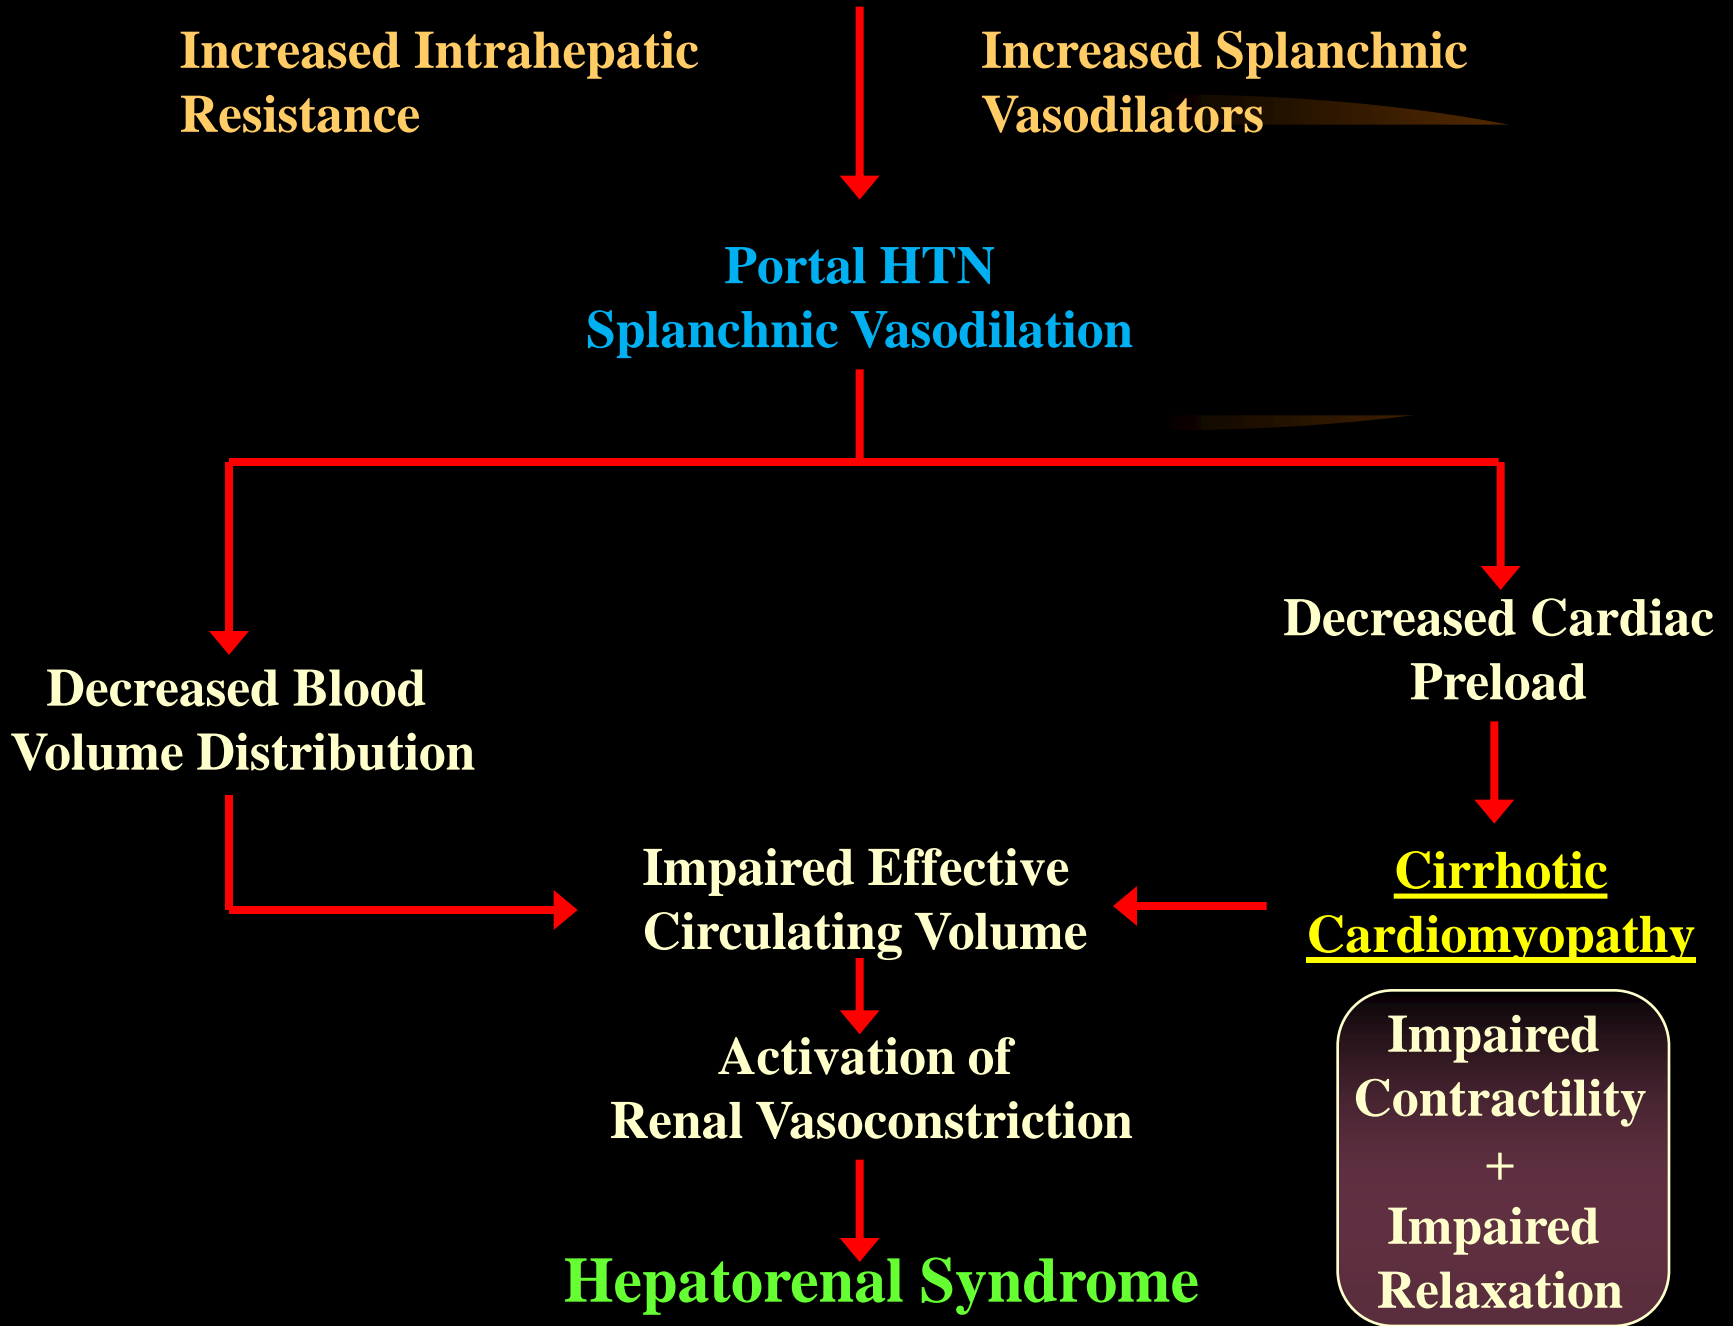 Increased Intrahepatic
Resistance
Increased Splanchnic
Vasodilators
Portal HTN
Splanchnic Vasodilation
Decreased Cardiac
Preload
Decreased Blood
Volume Distribution
Impaired Effective
Circulating Volume
Cirrhotic
Cardiomyopathy
Impaired
Contractility
+
Impaired
Relaxation
Activation of
Renal Vasoconstriction
Hepatorenal Syndrome